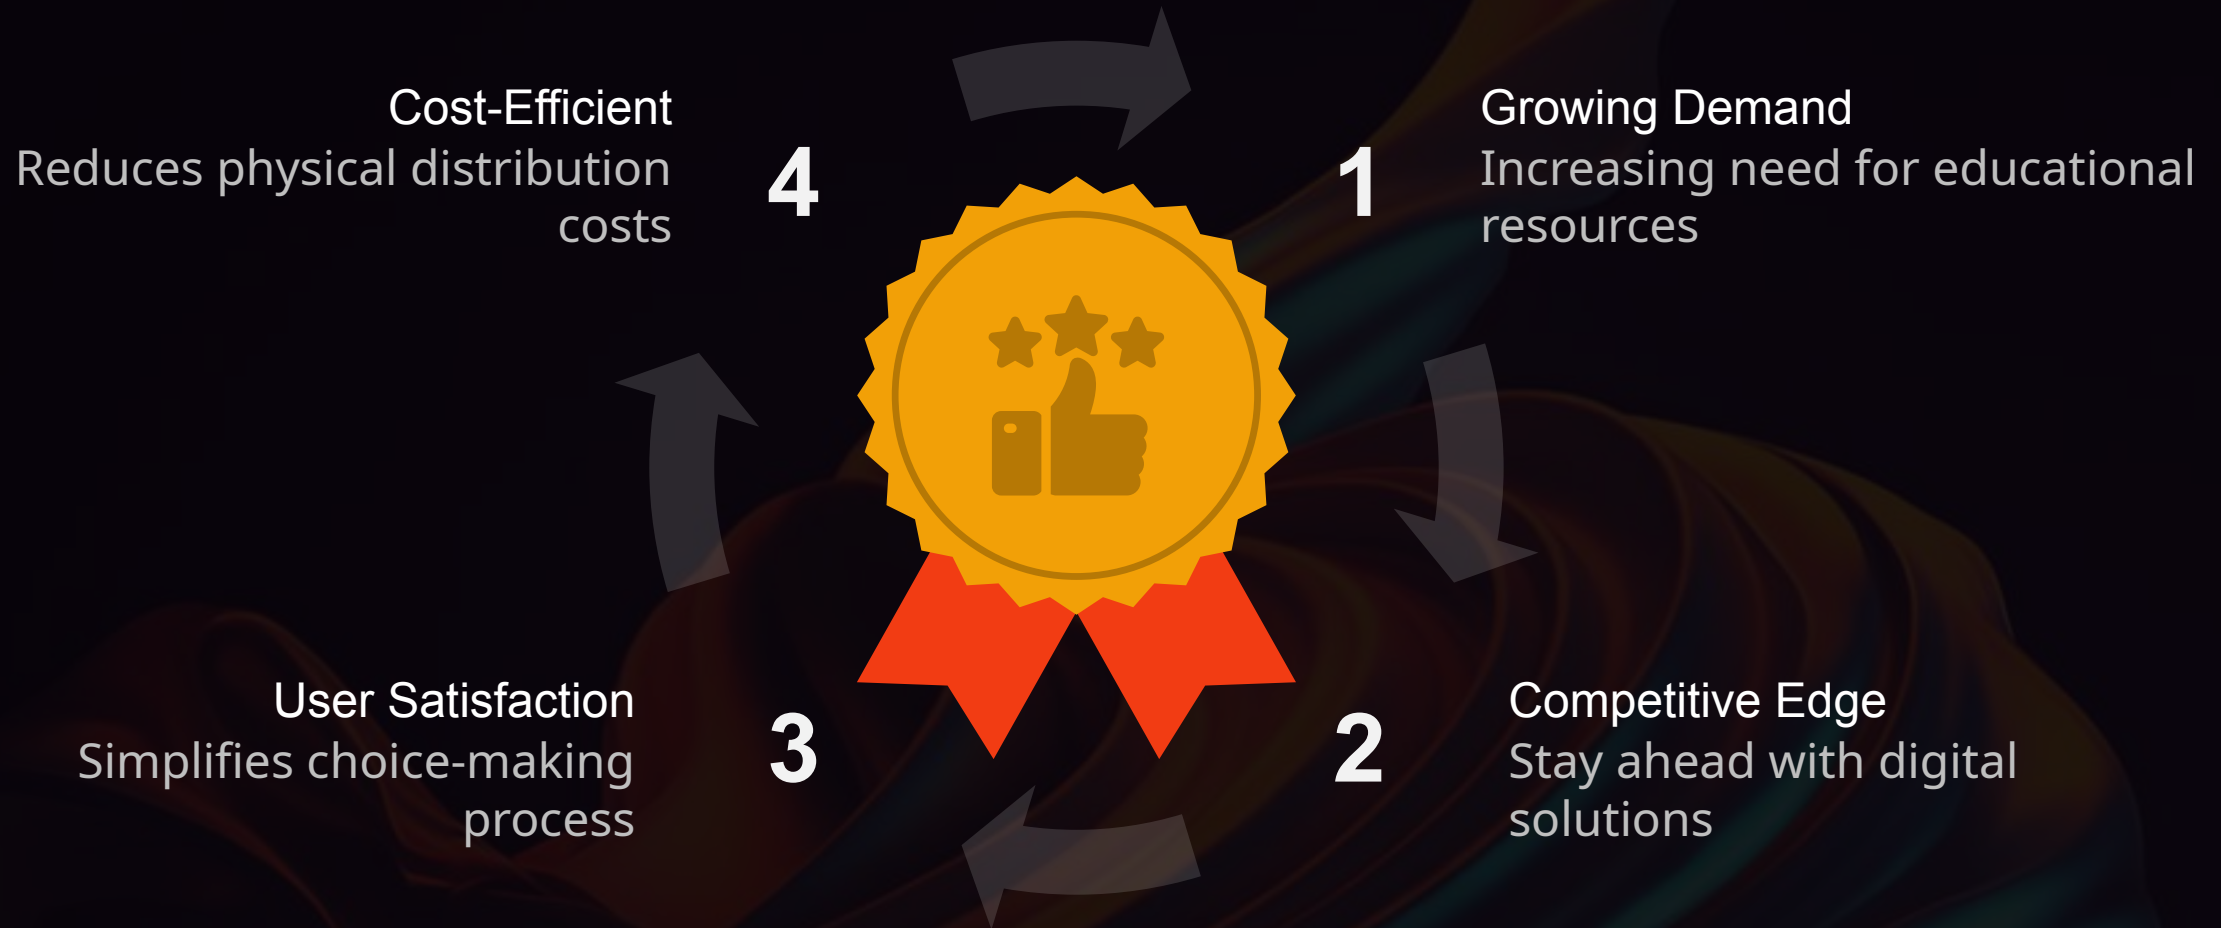 Cost-Efficient
Reduces physical distribution
costs
4
1
Growing Demand
Increasing need for educational
resources
User Satisfaction
Simplifies choice-making
process
3
2
Competitive Edge
Stay ahead with digital
solutions